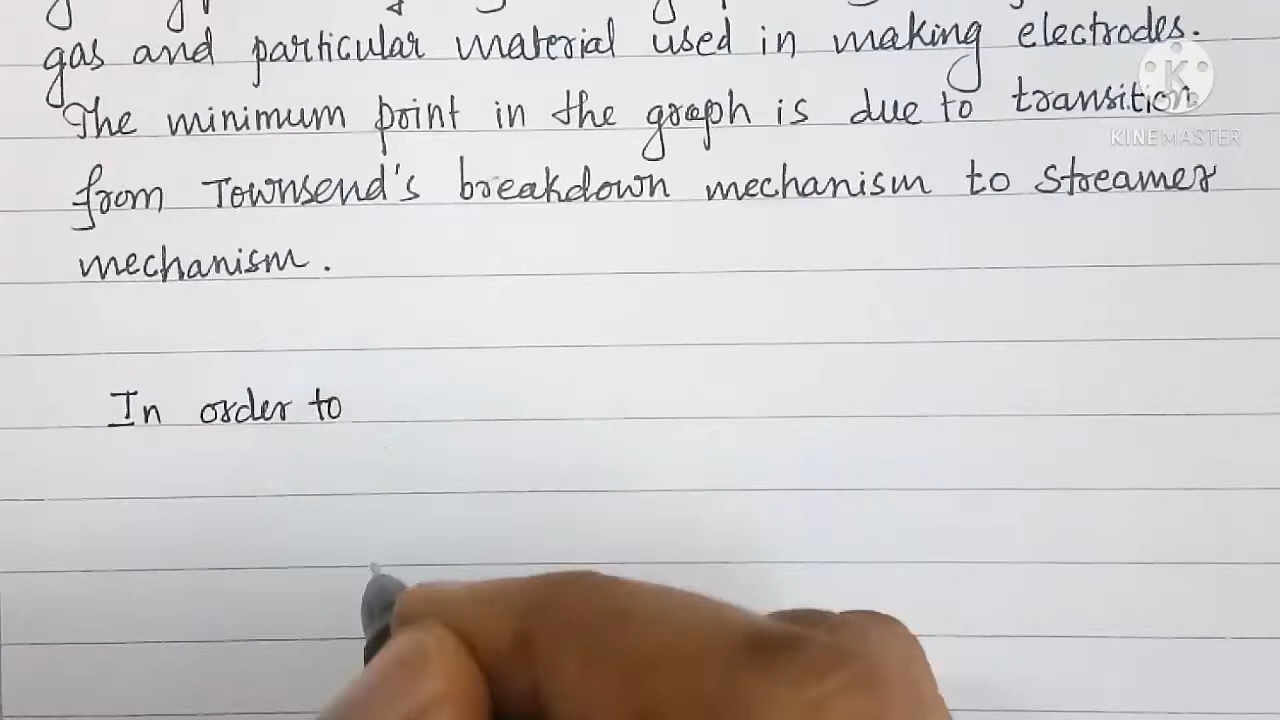 gas and particular material used in making electrodes.
The minimum point in the graph is due to transition
from Townsend's breakdown mechanism to streamer
mechanism.
In order to
K
KINEMASTER